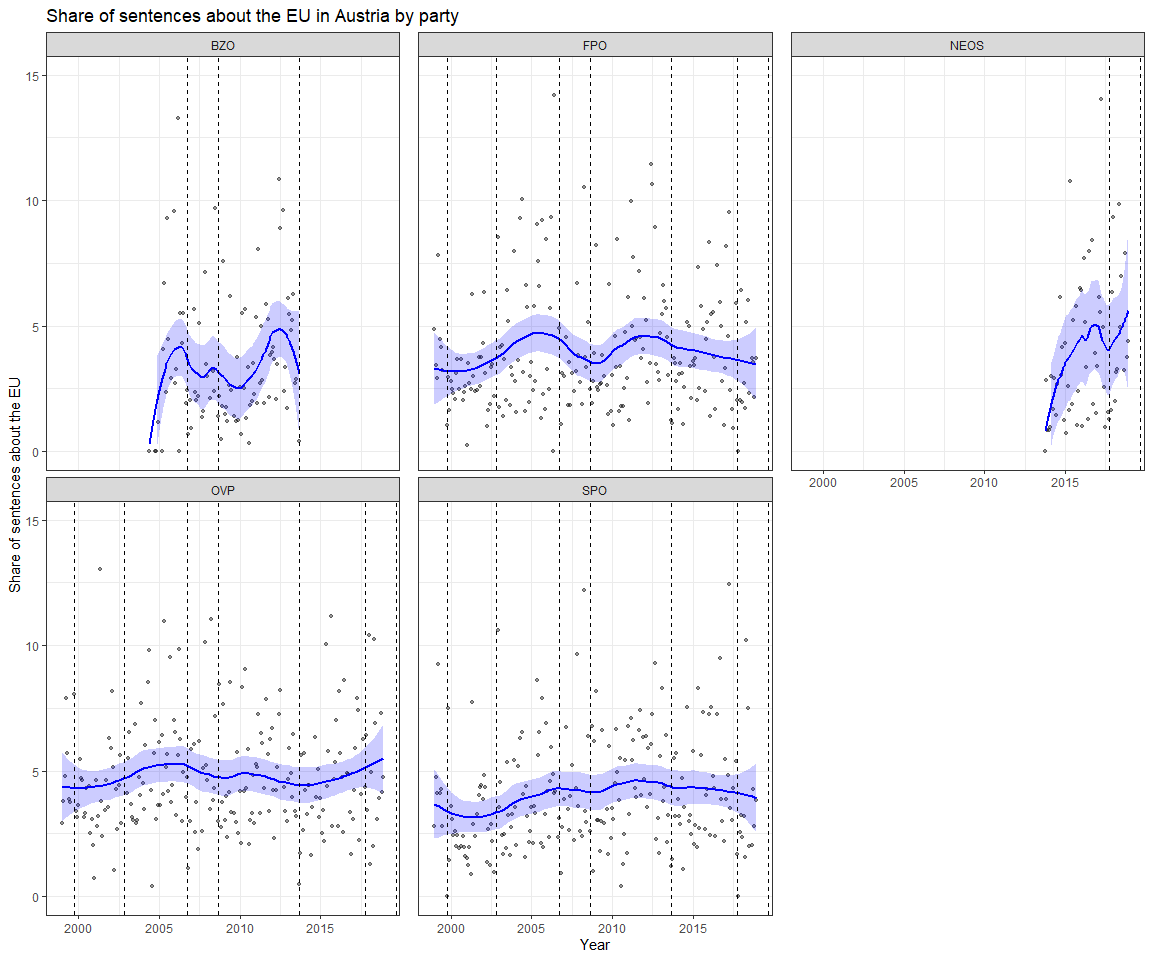 Share of sentences about the EU in Austria by party
BZO
FPO
NEOS
15
10
5
0
2000 2005 2010 2015
OVP
SPO
15
10
5
0
2000 2005 2010 2015
2000 2005 2010 2015
Share of sentences about the EU
Year